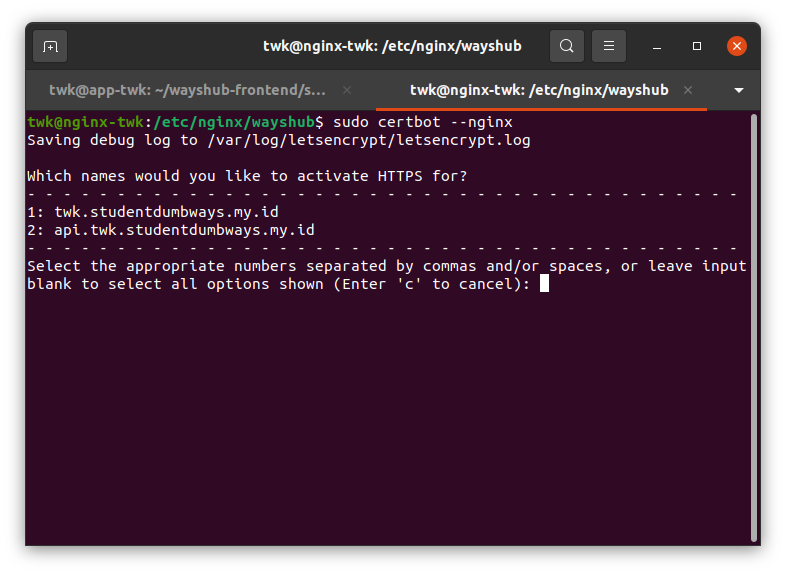 twk@nginx-twk: /etc/nginx/wayshub
twk@app-twk: ~/wayshub-frontend/s...
twk@nginx-twk: /etc/nginx/wayshub
twk@nginx-twk:/etc/nginx/wayshub$ sudo certbot --nginx
Saving debug log to /var/log/letsencrypt/letsencrypt.log
Which names would you like to activate HTTPS for?
- - - - - - - - - - - - - - - - - - - - - - - - - - - - - - - - - - - - - - - -
1: twk.studentdumbways.my.id
2: api.twk.studentdumbways.my.id
- - - - - - - - - - - - - - - - - - - - - - - - - - - - - - - - - - - - - - - -
Select the appropriate numbers separated by commas and/or spaces, or leave input
blank to select all options shown (Enter 'c' to cancel):